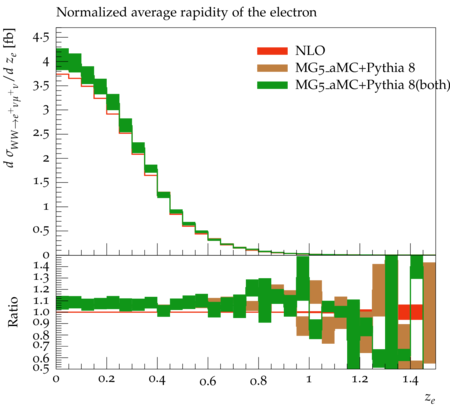 Normalized average rapidity of the electron
NLO
MG5_aMC+Pythia 8
MG5_aMC+Pythia 8(both)
d σ_{WW→e⁺νμ⁺ν}/d z_e [fb]
4.5
4
3.5
3
2.5
2
1.5
1
0.5
0
Ratio
1.4
1.3
1.2
1.1
1.0
0.9
0.8
0.7
0.6
0.5
0 0.2 0.4 0.6 0.8 1 1.2 1.4
z_e